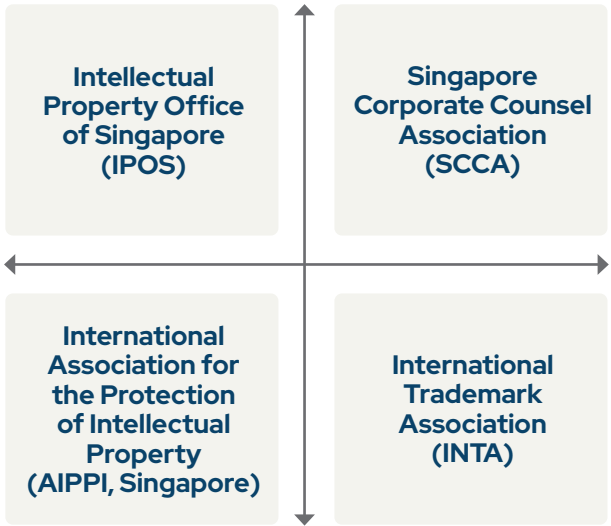 Intellectual
Property Office
of Singapore
(IPOS)
Singapore
Corporate Counsel
Association
(SCCA)
International
Association for
the Protection
of Intellectual
Property
(AIPPI, Singapore)
International
Trademark
Association
(INTA)